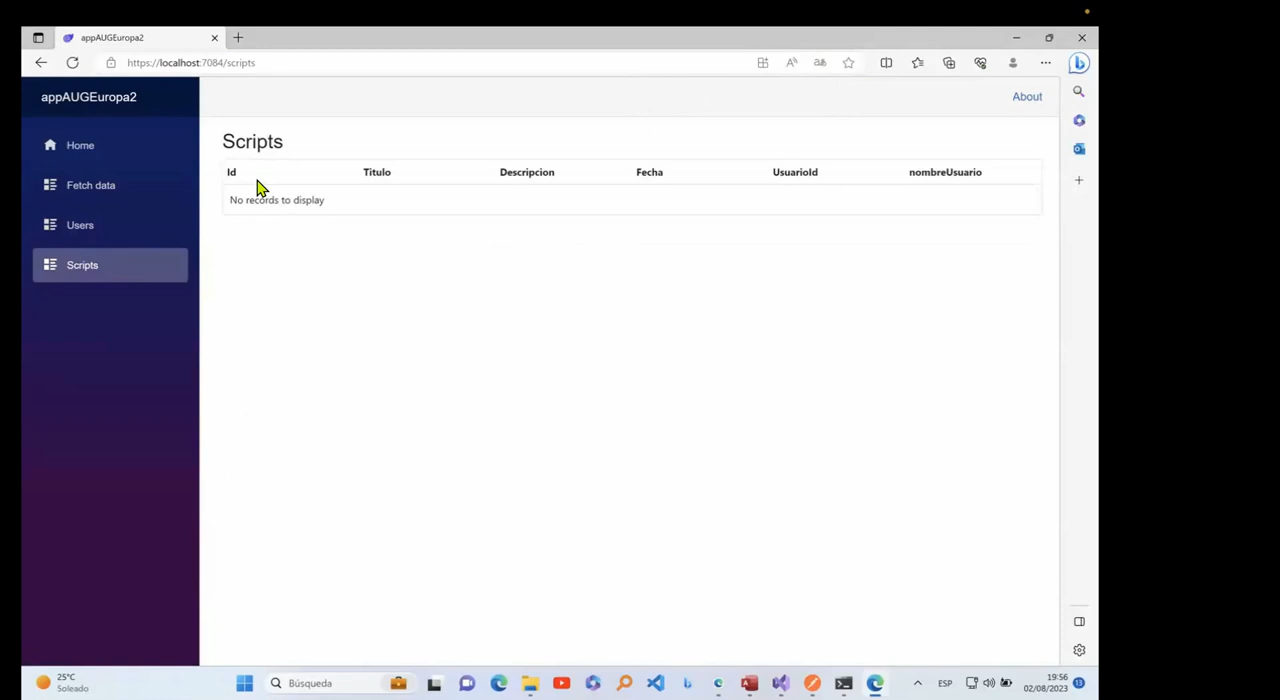 appAUGEuropa2
https://localhost:7084/scripts
appAUGEuropa2
About
Home
Fetch data
Users
Scripts
Scripts
Id Titulo Descripcion Fecha UsuarioId nombreUsuario
No records to display
25°C
Soleado
Búsqueda
ESP
19:56
02/08/2023
13